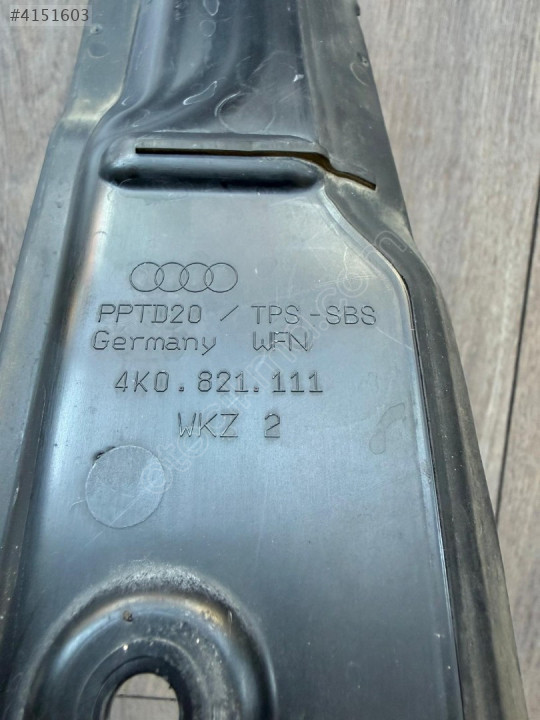 #4151603
PPTD20 / TPS-SBS
Germany WFN
4K0.821.111
WKZ 2